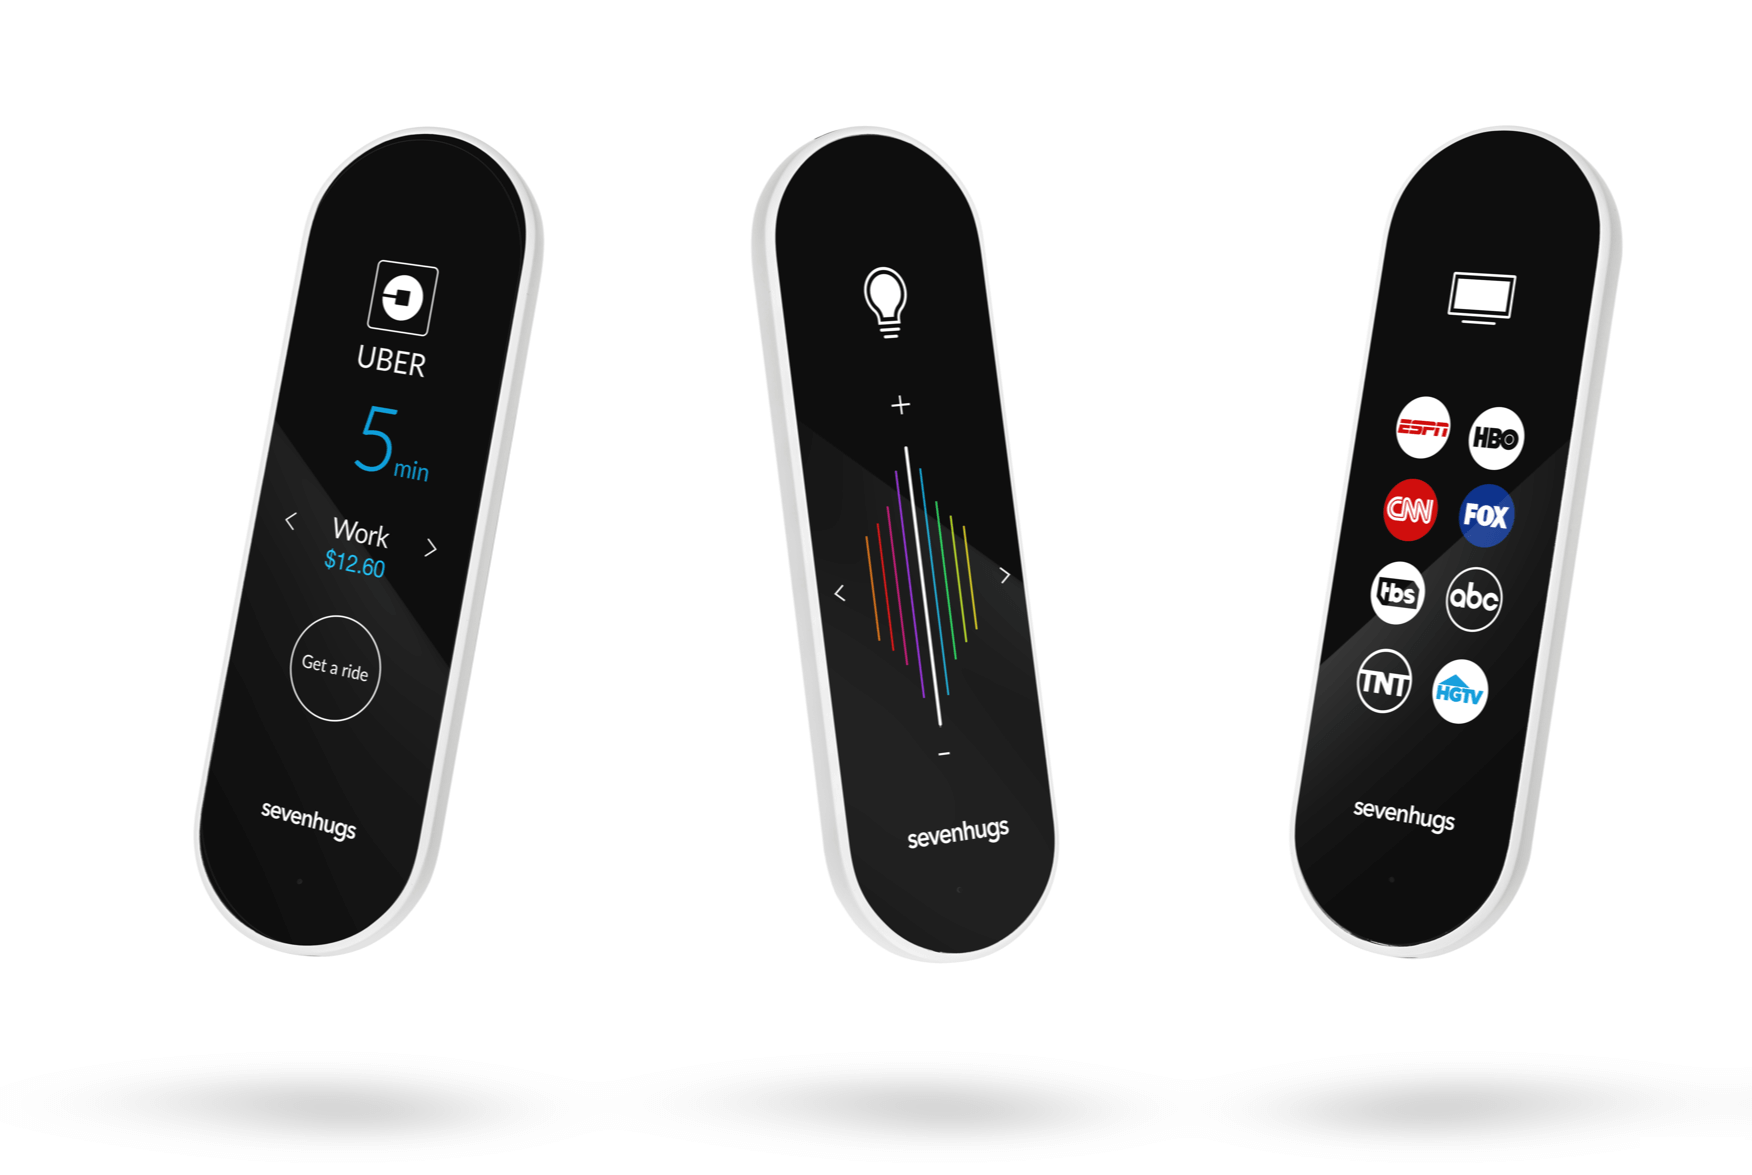 UBER
5 min
Work
$12.60
Get a ride
sevenhugs
+
-
sevenhugs
ESPN HBO
CNN FOX
tbs abc
TNT HGTV
sevenhugs